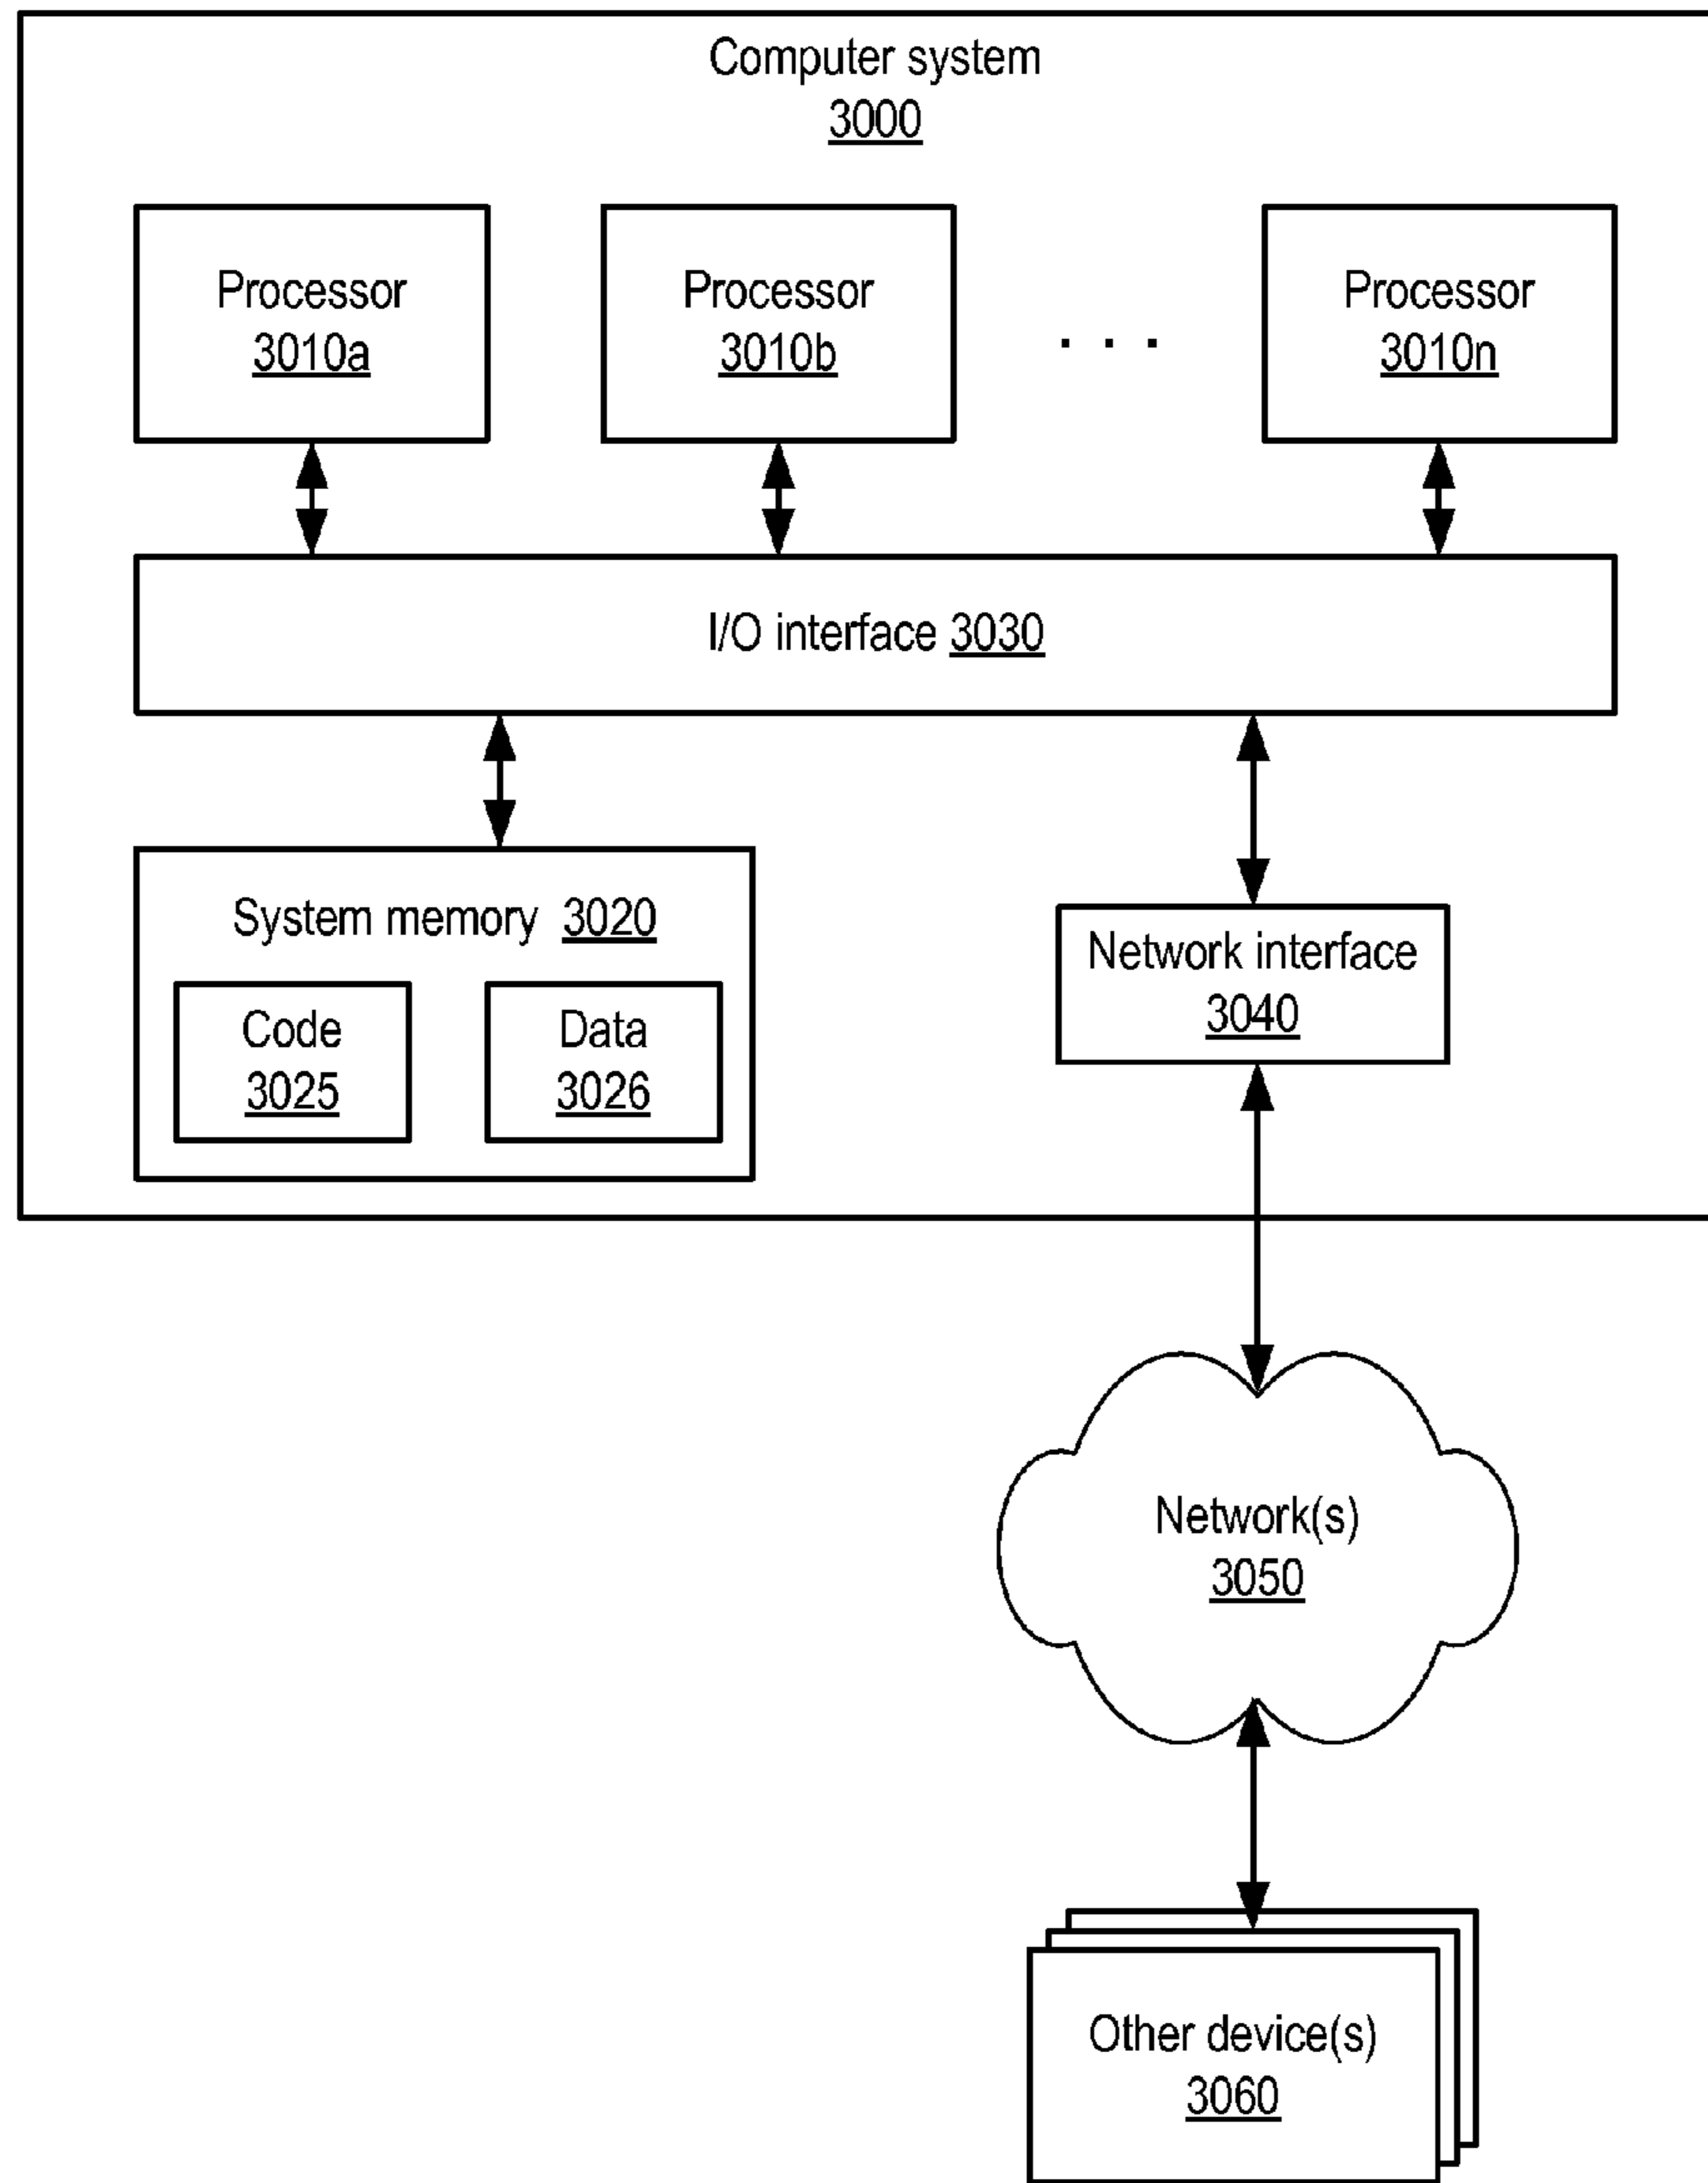 Computer system
3000
Processor
3010a
Processor
3010b
. . .
Processor
3010n
I/O interface 3030
System memory 3020
Code
3025
Data
3026
Network interface
3040
Network(s)
3050
Other device(s)
3060